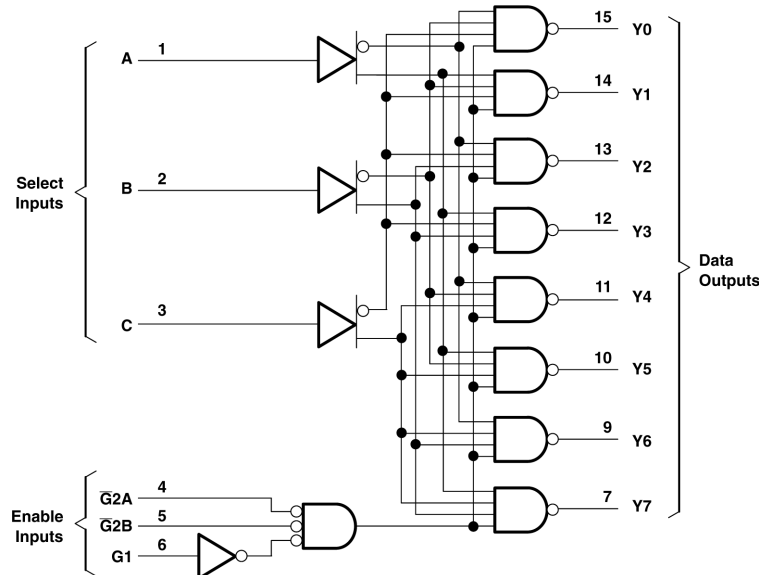 15
Y0
A
1
14
Y1
13
Y2
Select
Inputs
B
2
12
Y3
Data
Outputs
11
Y4
C
3
10
Y5
9
Y6
G2A
4
7
Y7
Enable
Inputs
G2B
5
G1
6